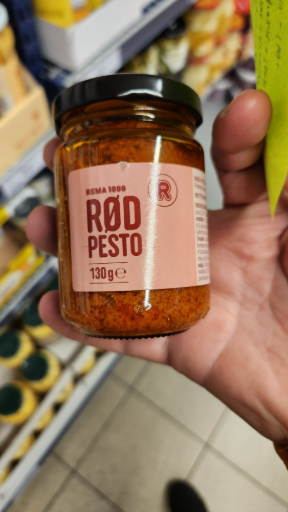 REMA 1000
R
RØD
PESTO
130g ℮